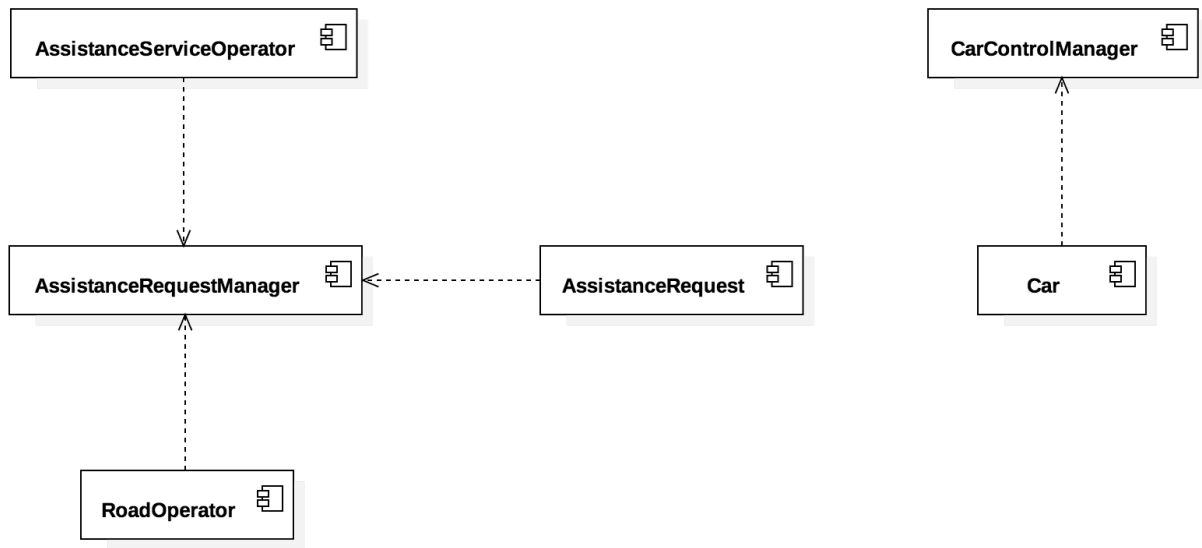 AssistanceServiceOperator
CarControlManager
AssistanceRequestManager
AssistanceRequest
Car
RoadOperator